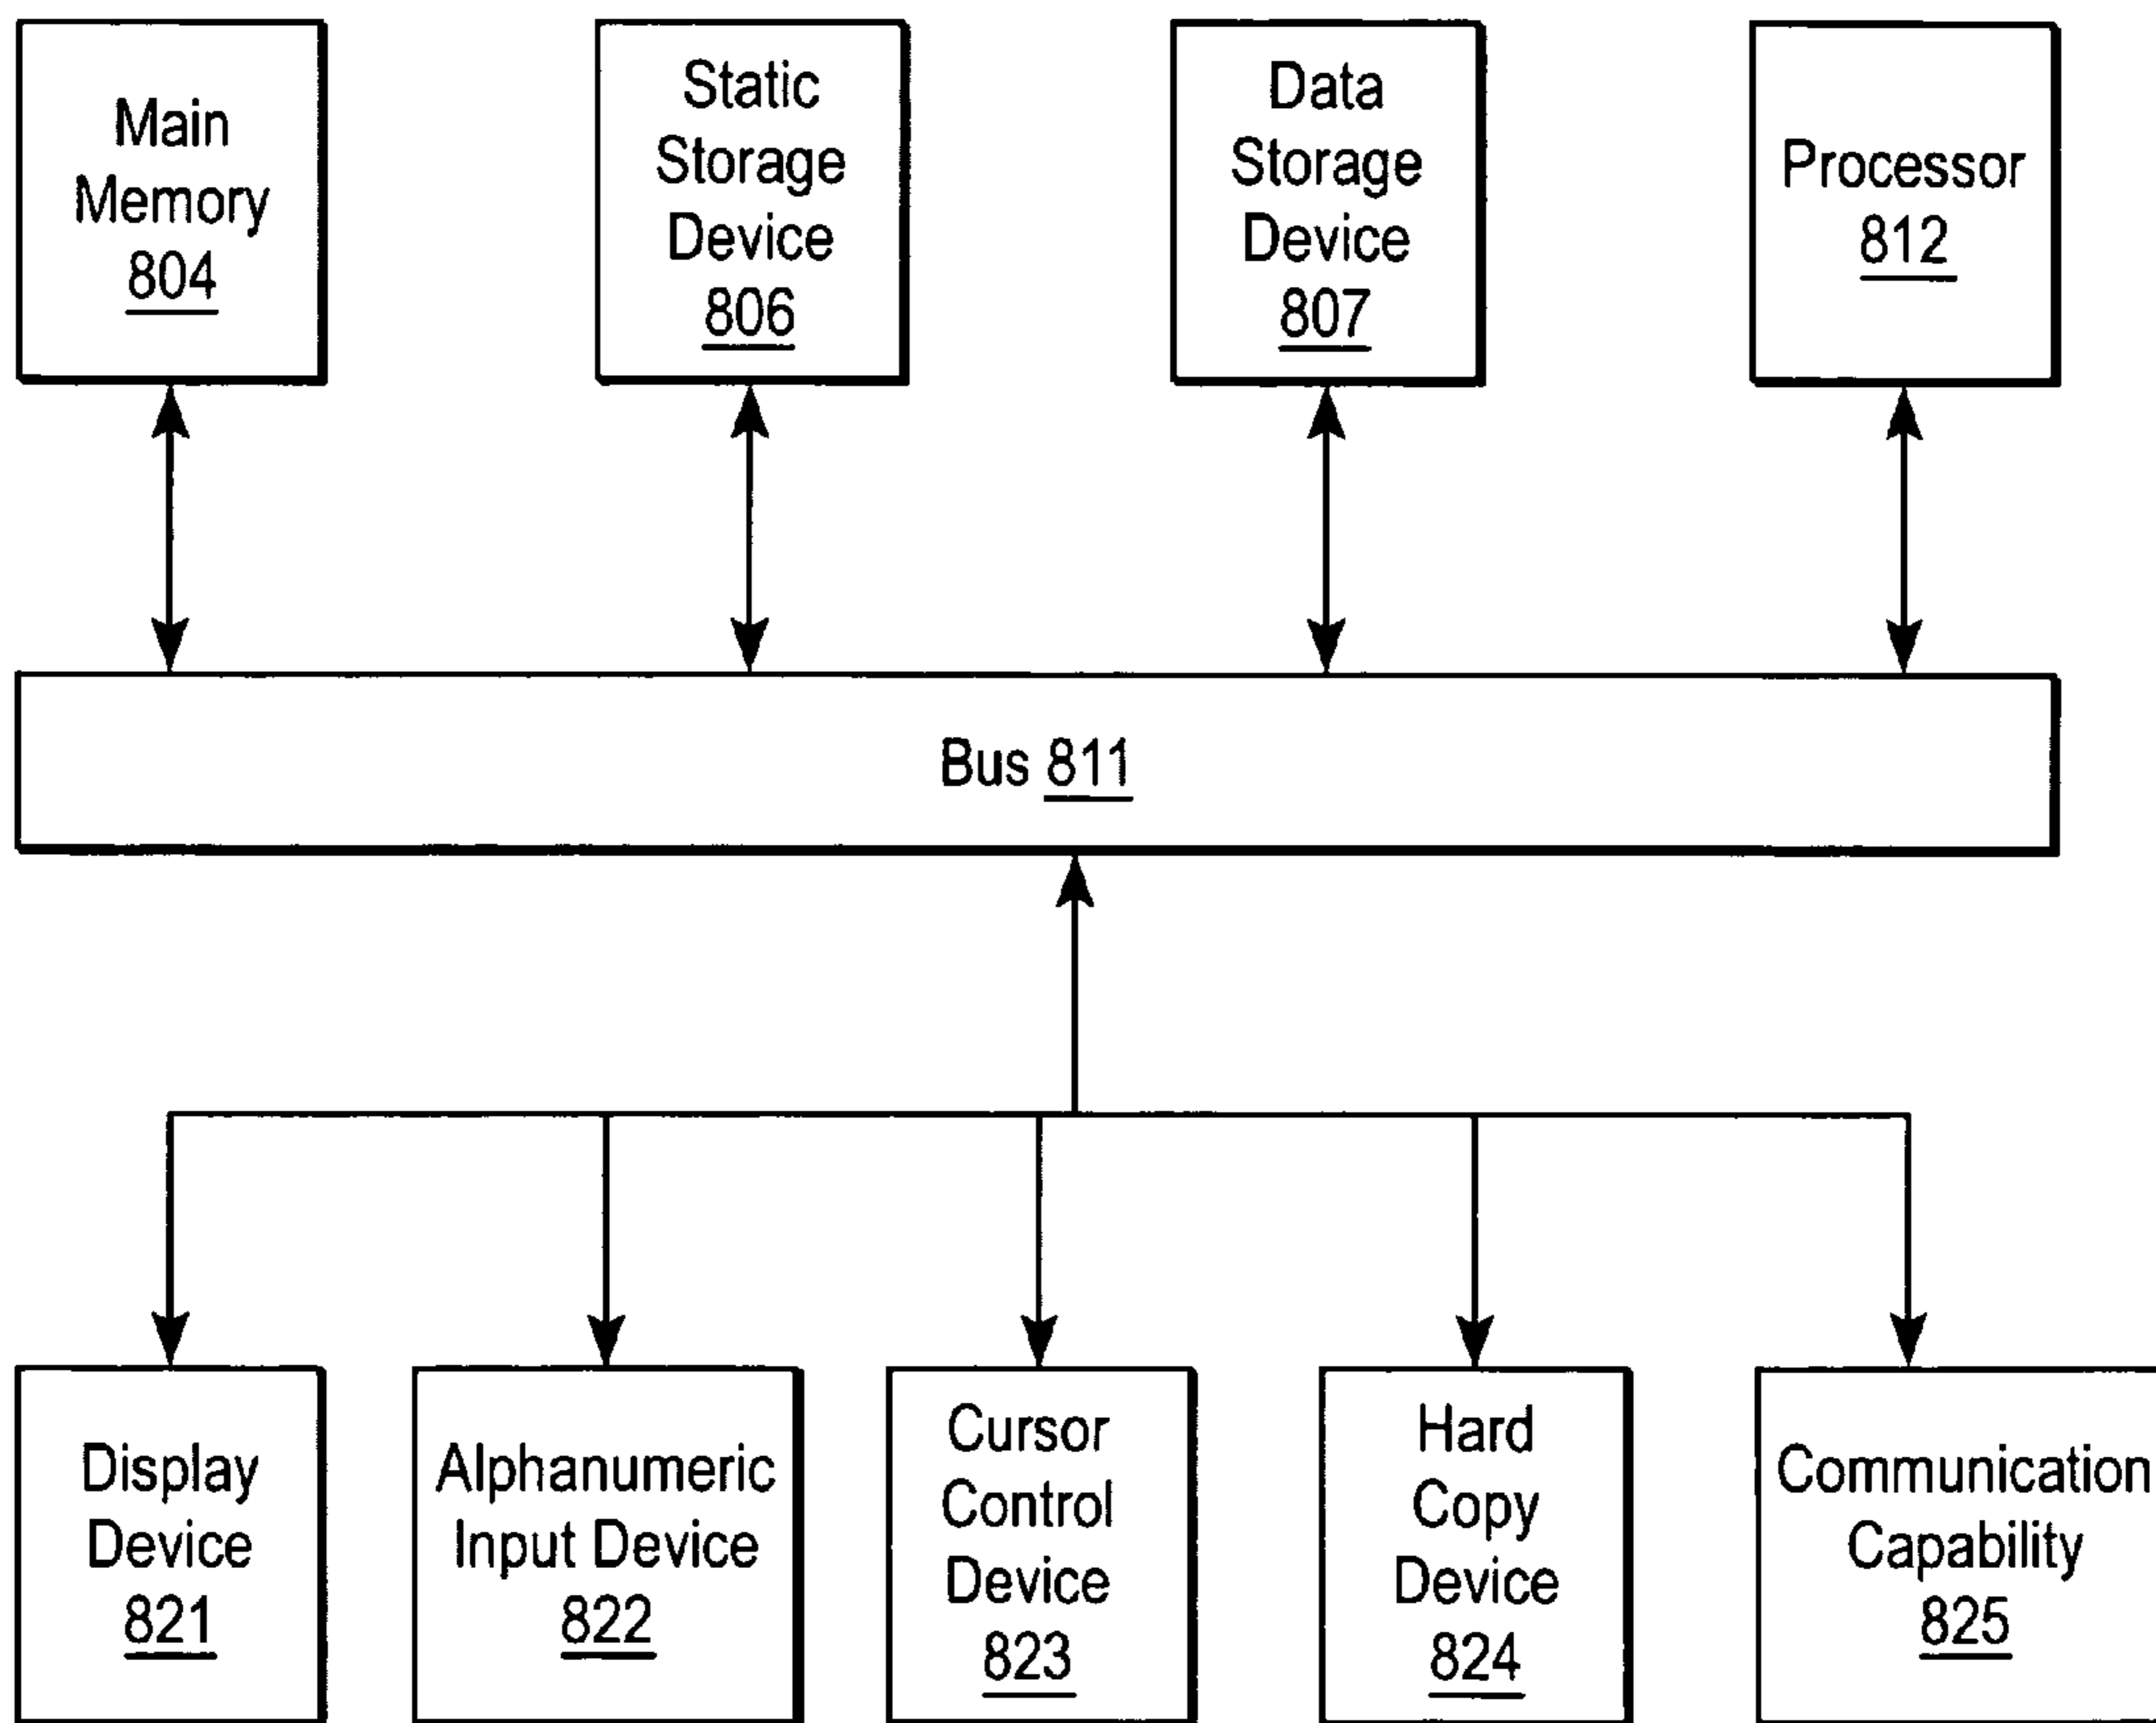 Main
Memory
804
Static
Storage
Device
806
Data
Storage
Device
807
Processor
812
Bus 811
Display
Device
821
Alphanumeric
Input Device
822
Cursor
Control
Device
823
Hard
Copy
Device
824
Communication
Capability
825